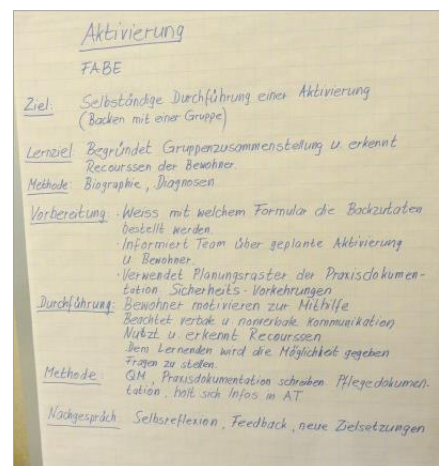 Aktivierung
FABE
Ziel: Selbständige Durchführung einer Aktivierung
(Backen mit einer Gruppe)
Lernziel: Begründet Gruppenzusammenstellung u. erkennt
Recourssen der Bewohner.
Methode: Biographie, Diagnosen
Vorbereitung: · Weiss mit welchem Formular die Backzutaten
bestellt werden.
· Informiert Team über geplante Aktivierung
u Bewohner.
· Verwendet Planungsraster der Praxisdokumen-
tation Sicherheits-Vorkehrungen
Durchführung: Bewohner motivieren zur Mithilfe
Beachtet verbale u. nonverbale Kommunikation
Nutzt u. erkennt Recourssen
Dem Lernenden wird die Möglichkeit gegeben
Fragen zu stellen.
Methode: QM, Praxisdokumentation schreiben Pflegedokumen-
tation, holt sich Infos in AT
Nachgespräch: Selbsreflexion, Feedback, neue Zielsetzungen